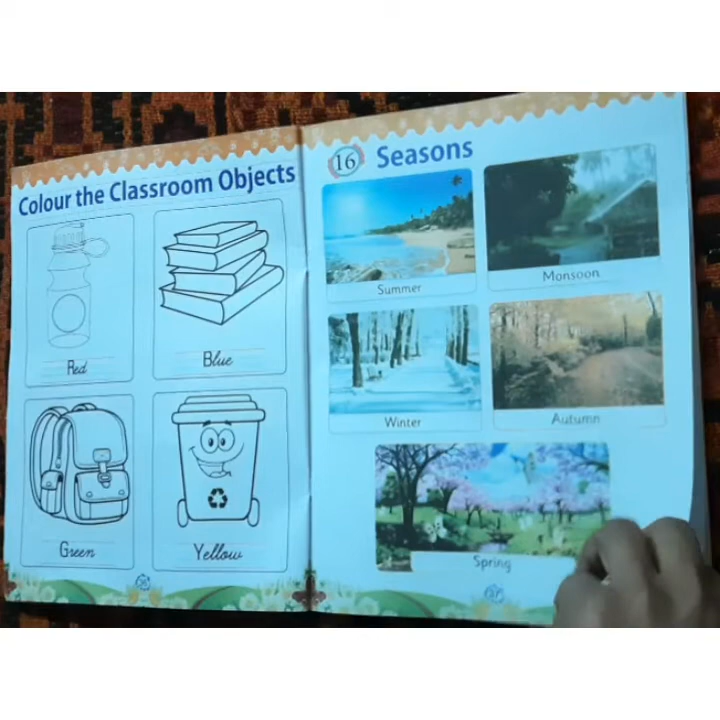 Colour the Classroom Objects
Red
Blue
Green
Yellow
16 Seasons
Summer
Monsoon
Winter
Autumn
Spring